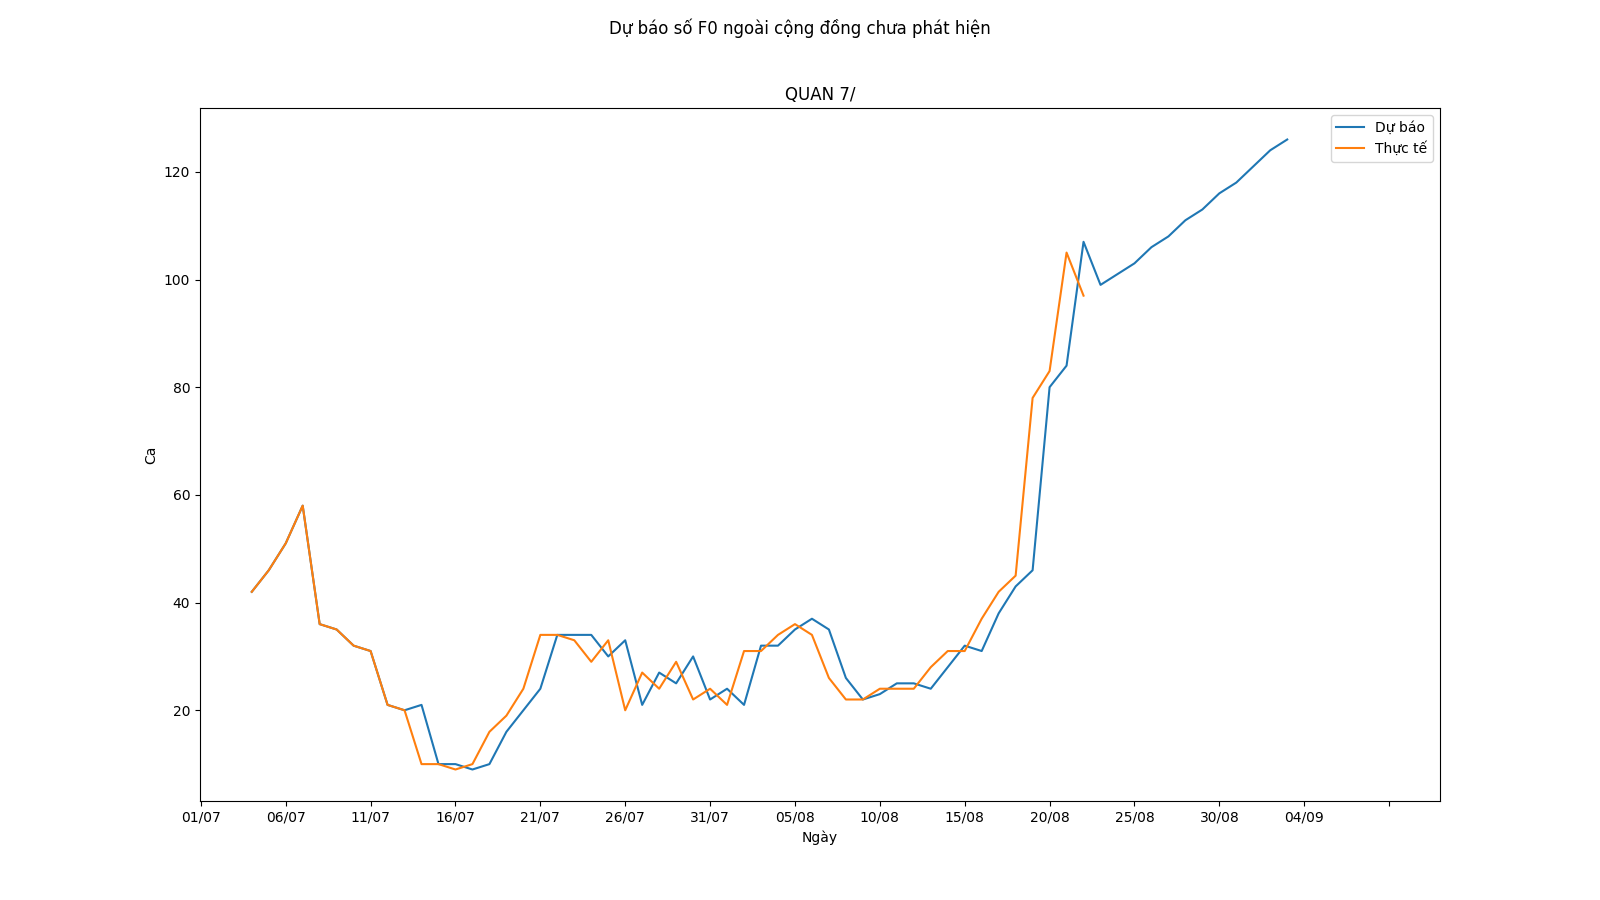 Dự báo số F0 ngoài cộng đồng chưa phát hiện
QUAN 7/
Dự báo
Thực tế
120
100
80
60
40
20
Ca
01/07 06/07 11/07 16/07 21/07 26/07 31/07 05/08 10/08 15/08 20/08 25/08 30/08 04/09
Ngày